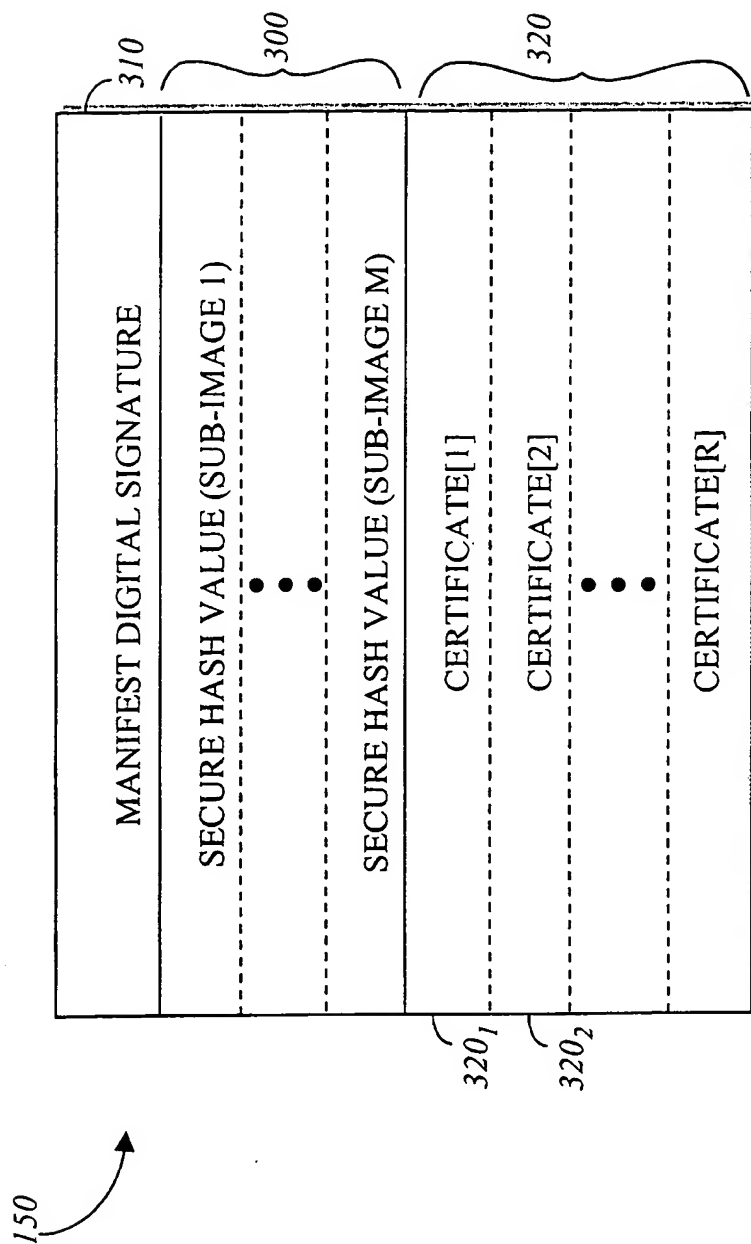 150
310
MANIFEST DIGITAL SIGNATURE
SECURE HASH VALUE (SUB-IMAGE 1)
300
SECURE HASH VALUE (SUB-IMAGE M)
320₁
CERTIFICATE[1]
320
320₂
CERTIFICATE[2]
CERTIFICATE[R]